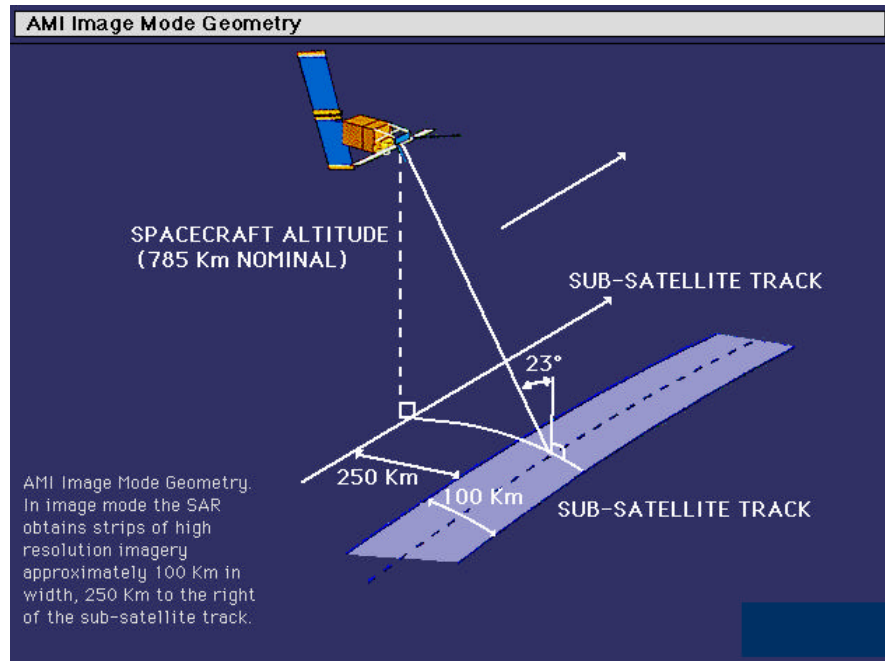 AMI Image Mode Geometry
SPACECRAFT ALTITUDE
(785 Km NOMINAL)
SUB-SATELLITE TRACK
23°
250 Km
100 Km
SUB-SATELLITE TRACK
AMI Image Mode Geometry.
In image mode the SAR
obtains strips of high
resolution imagery
approximately 100 Km in
width, 250 Km to the right
of the sub-satellite track.